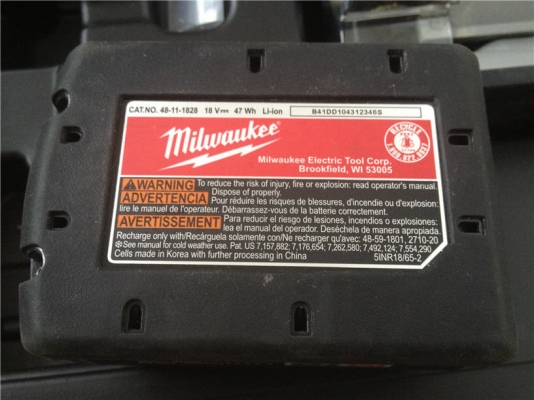 CAT.NO. 48-11-1828 18 V⎓ 47 Wh Li-ion B41DD104312346S
Milwaukee
RECYCLE
1.800.822.8837
Milwaukee Electric Tool Corp.
Brookfield, WI 53005
WARNING To reduce the risk of injury, fire or explosion: read operator's manual.
Dispose of properly.
ADVERTENCIA Pour réduire les risques de blessures, d'incendie ou d'explosion:
lire le manuel de l'operateur. Débarrassez-vous de la batterie correctement.
AVERTISSEMENT Para reducir el riesgo de lesiones, incendios o explosiones:
lea el manual del operador. Deséchela de manera apropiada.
Recharge only with/Recárguela solamente con/Ne recharger qu'avec: 48-59-1801, 2710-20
❄See manual for cold weather use. Pat. US 7,157,882; 7,176,654; 7,262,580; 7,492,124; 7,554,290
Cells made in Korea with further processing in China 5INR18/65-2